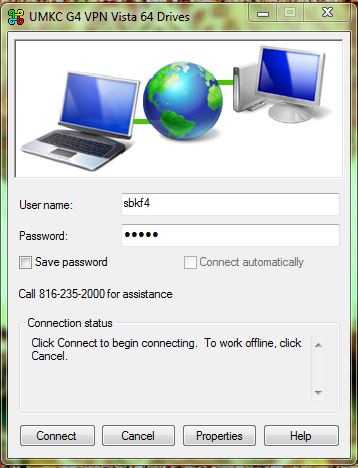 UMKC G4 VPN Vista 64 Drives
User name:
sbkf4
Password:
•••••
Save password
Connect automatically
Call 816-235-2000 for assistance
Connection status
Click Connect to begin connecting.  To work offline, click
Cancel.
Connect
Cancel
Properties
Help